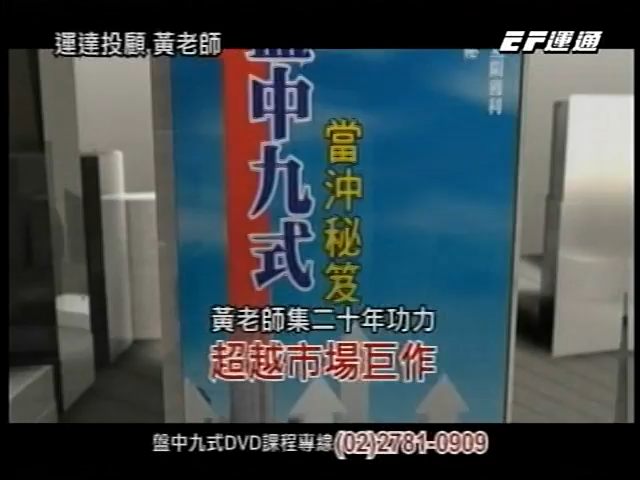 運達投顧 黃老師
EF運通
盤中九式
當沖秘笈
黃老師集二十年功力
超越市場巨作
盤中九式DVD課程專線(02)2781-0909